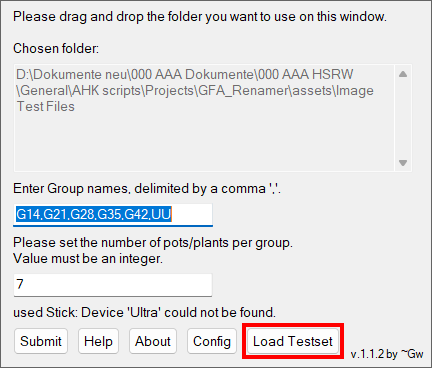 Please drag and drop the folder you want to use on this window.
Chosen folder:
D:\Dokumente neu\000 AAA Dokumente\000 AAA HSRW
\General\AHK scripts\Projects\GFA_Renamer\assets\Image
Test Files
Enter Group names, delimited by a comma ','.
G14,G21,G28,G35,G42,UU
Please set the number of pots/plants per group.
Value must be an integer.
7
used Stick: Device 'Ultra' could not be found.
Submit Help About Config Load Testset
v.1.1.2 by ~Gw